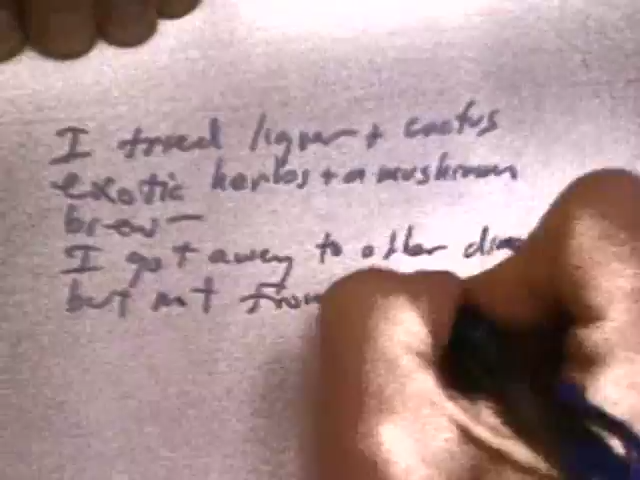 I tried liquor + cactus
exotic herbs + a mushroom
brew —
I got away to other
but not from